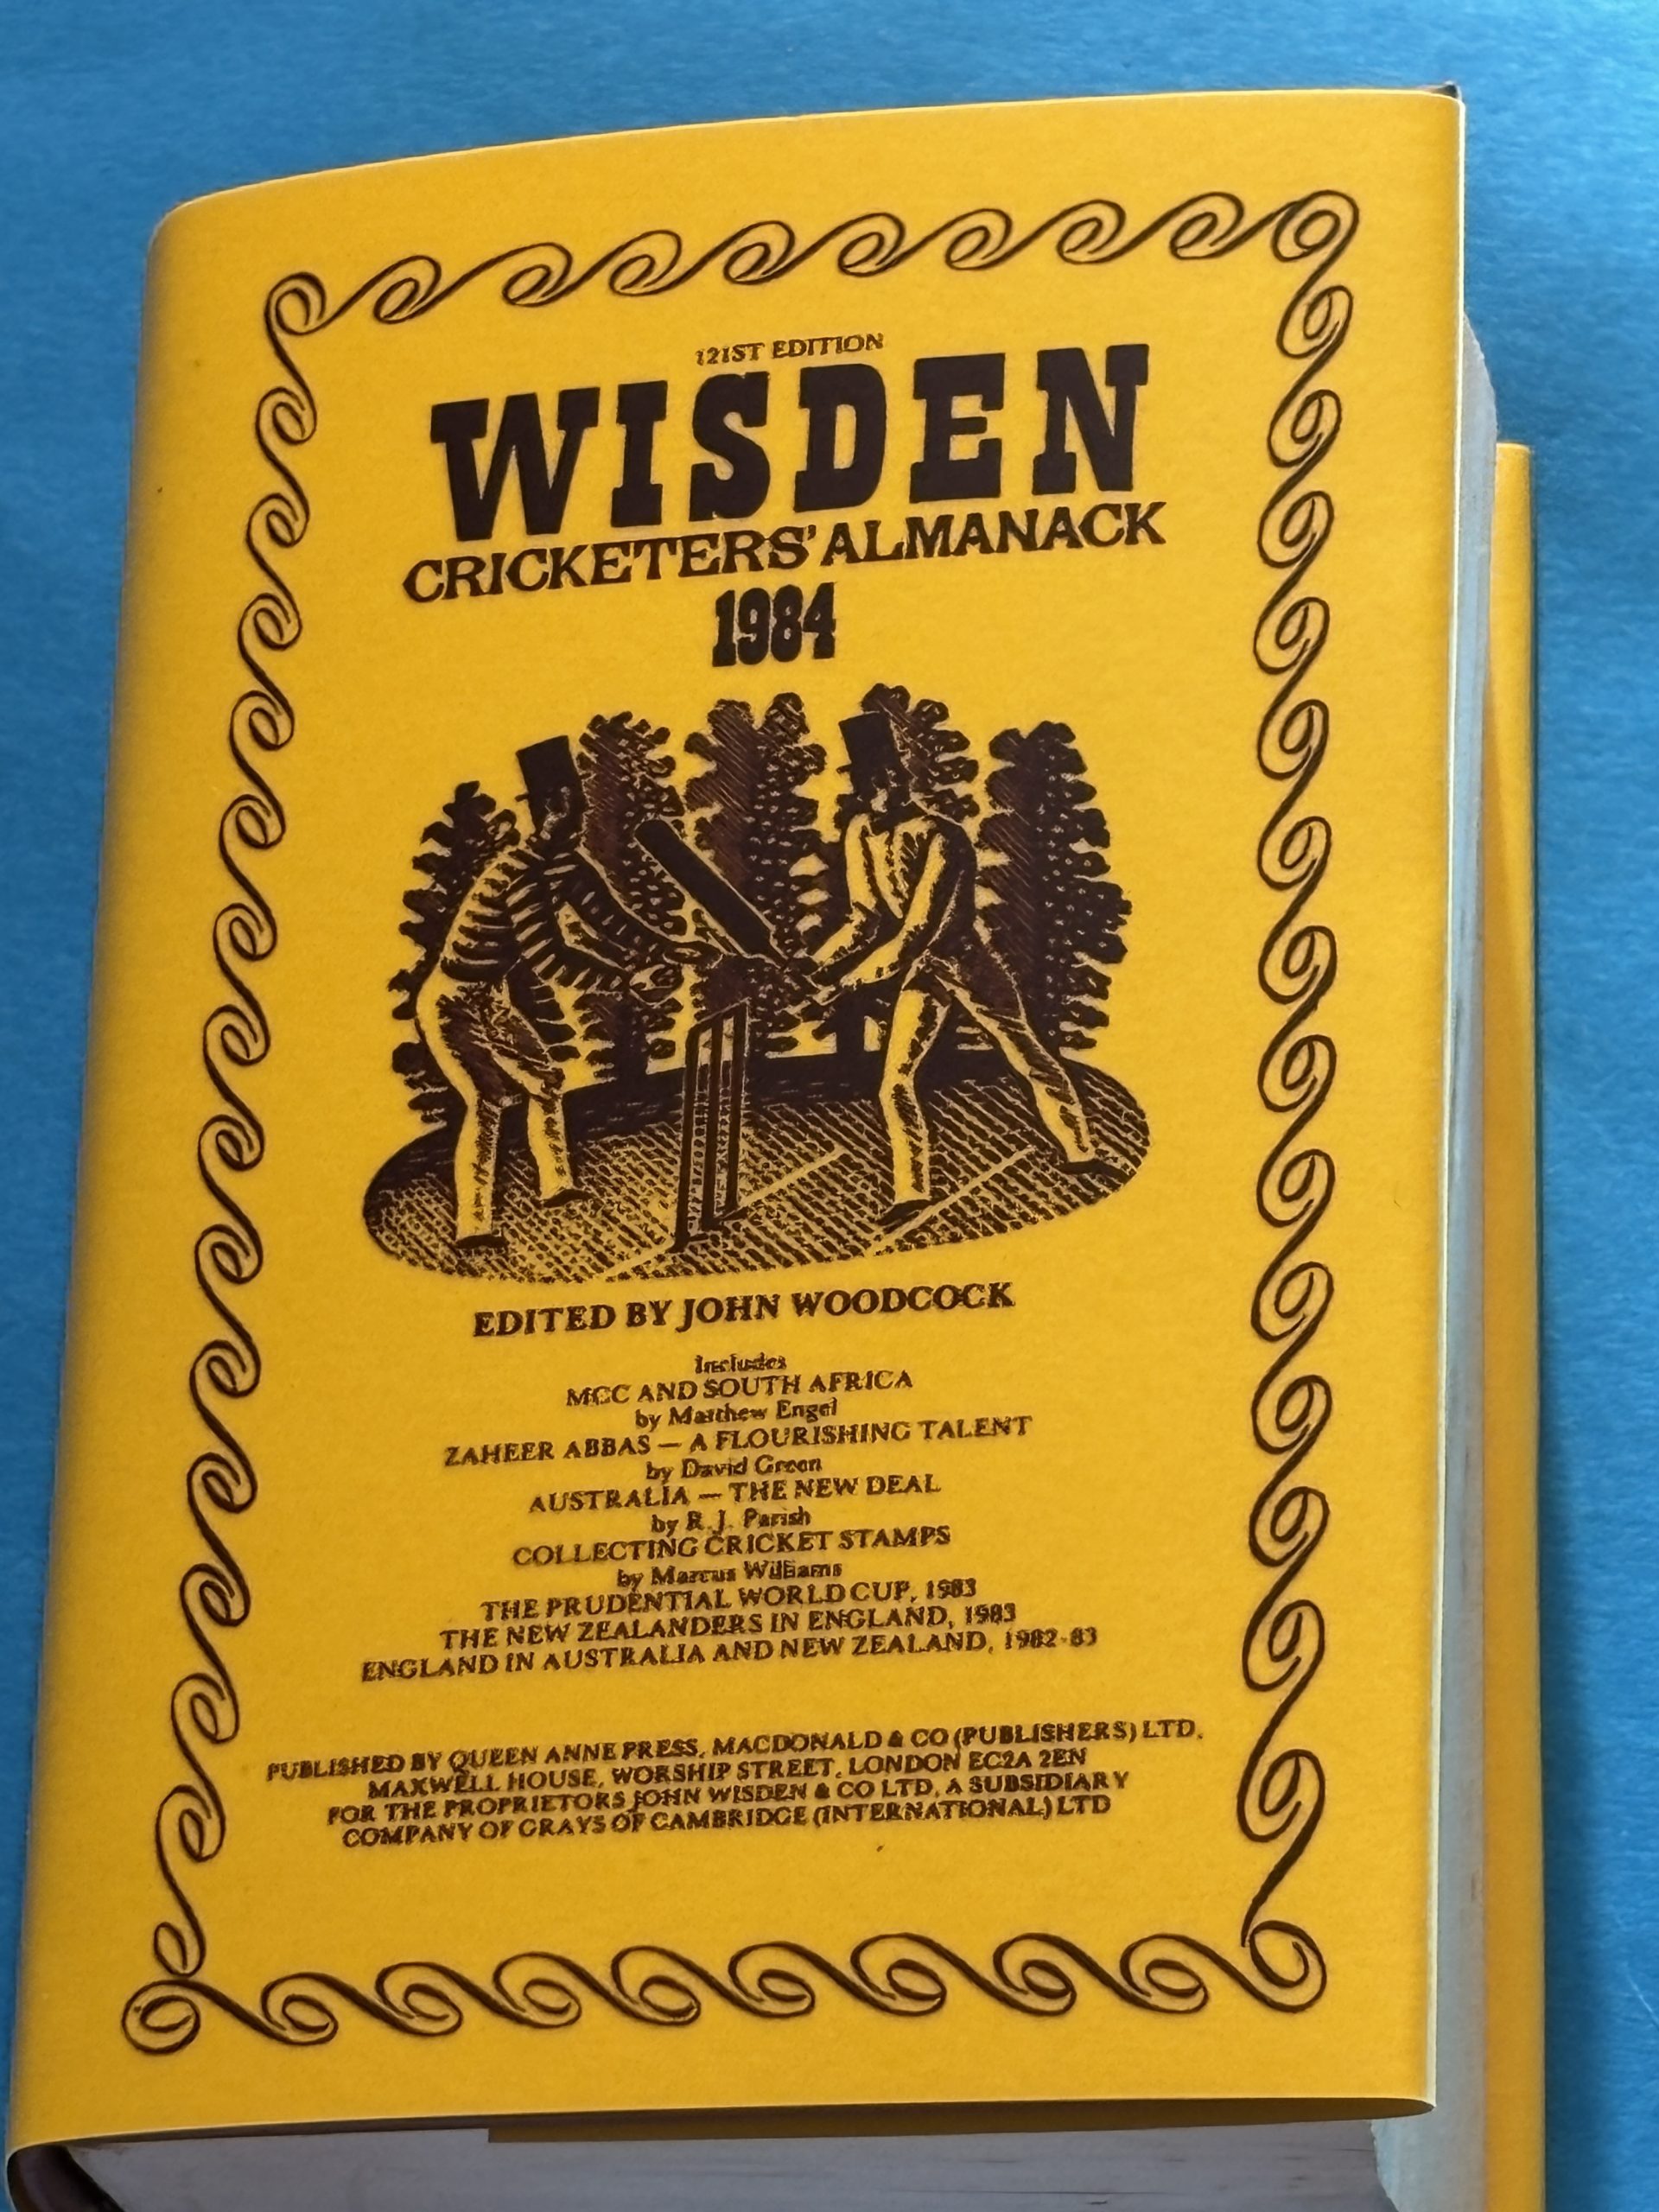 121ST EDITION
WISDEN
CRICKETERS' ALMANACK
1984
EDITED BY JOHN WOODCOCK
Includes
MCC AND SOUTH AFRICA
by Matthew Engel
ZAHEER ABBAS — A FLOURISHING TALENT
by David Green
AUSTRALIA — THE NEW DEAL
by R. J. Parish
COLLECTING CRICKET STAMPS
by Marcus Williams
THE PRUDENTIAL WORLD CUP, 1983
THE NEW ZEALANDERS IN ENGLAND, 1983
ENGLAND IN AUSTRALIA AND NEW ZEALAND, 1982-83
PUBLISHED BY QUEEN ANNE PRESS, MACDONALD & CO (PUBLISHERS) LTD,
MAXWELL HOUSE, WORSHIP STREET, LONDON EC2A 2EN
FOR THE PROPRIETORS JOHN WISDEN & CO LTD, A SUBSIDIARY
COMPANY OF GRAYS OF CAMBRIDGE (INTERNATIONAL) LTD